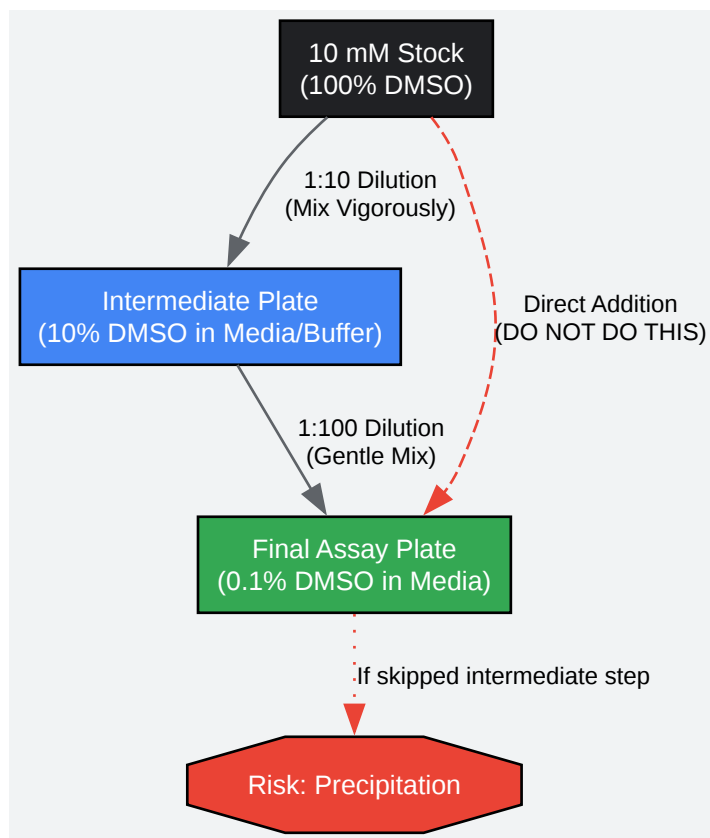 10 mM Stock
(100% DMSO)
1:10 Dilution
(Mix Vigorously)
Intermediate Plate
(10% DMSO in Media/Buffer)
Direct Addition
(DO NOT DO THIS)
1:100 Dilution
(Gentle Mix)
Final Assay Plate
(0.1% DMSO in Media)
If skipped intermediate step
Risk: Precipitation